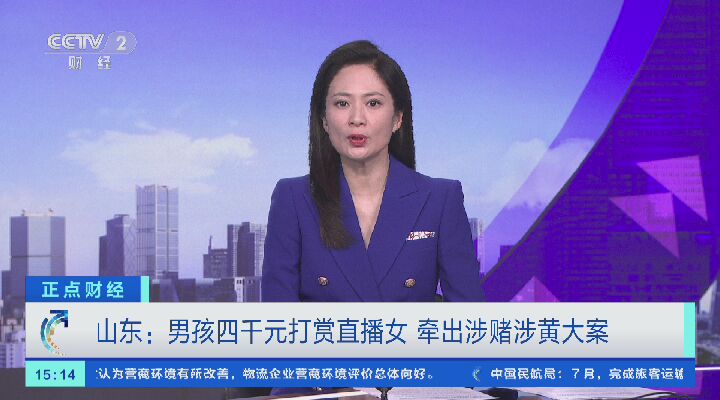 CCTV 2
财经
正点财经
山东：男孩四千元打赏直播女 牵出涉赌涉黄大案
15:14
认为营商环境有所改善，物流企业营商环境评价总体向好。
中国民航局：7月，完成旅客运输